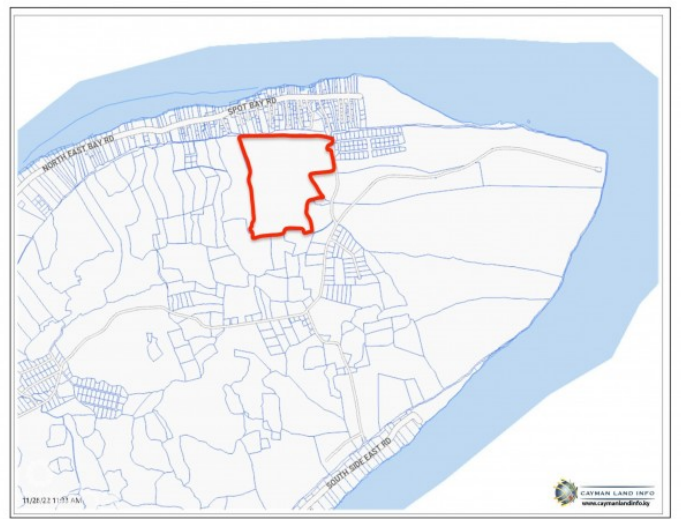 SPOT BAY RD
NORTH EAST BAY RD
SOUTH SIDE EAST RD
CAYMAN LAND INFO
www.caymanlandinfo.ky